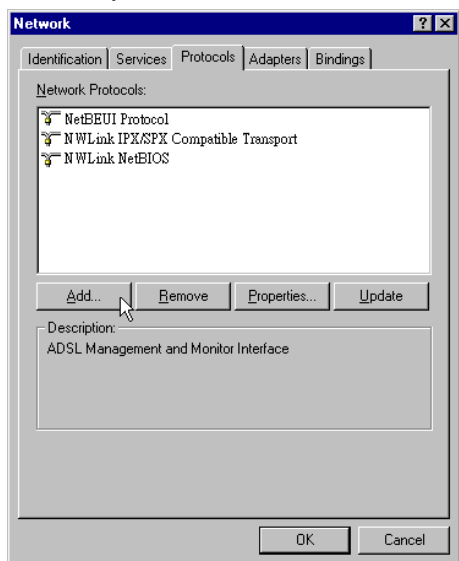 Network
Identification Services Protocols Adapters Bindings
Network Protocols:
NetBEUI Protocol
NWLink IPX/SPX Compatible Transport
NWLink NetBIOS
Add... Remove Properties... Update
Description:
ADSL Management and Monitor Interface
OK Cancel